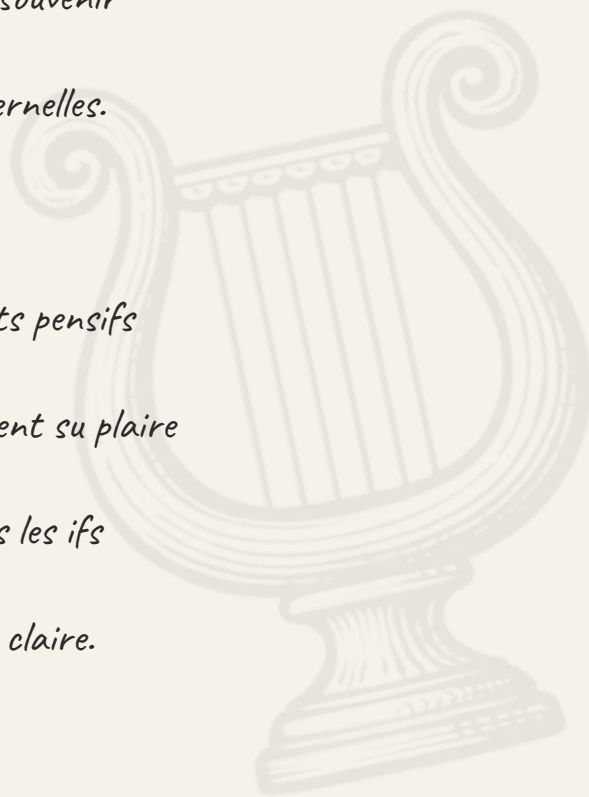 souvenir
ernelles.
ts pensifs
ent su plaire
s les ifs
claire.